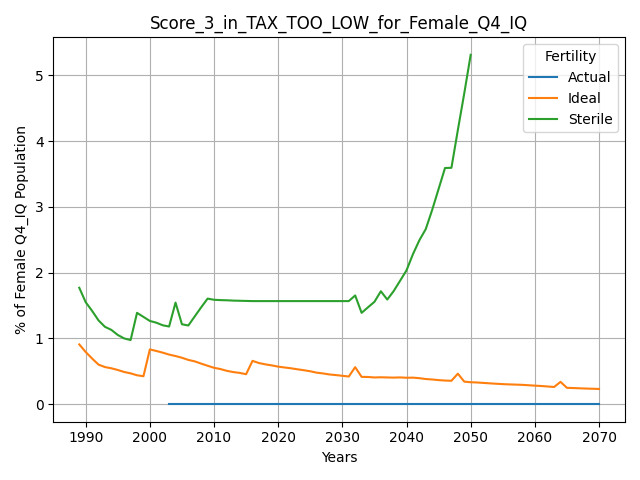 Score_3_in_TAX_TOO_LOW_for_Female_Q4_IQ
Fertility
Actual
Ideal
Sterile
% of Female Q4_IQ Population
5
4
3
2
1
0
1990 2000 2010 2020 2030 2040 2050 2060 2070
Years